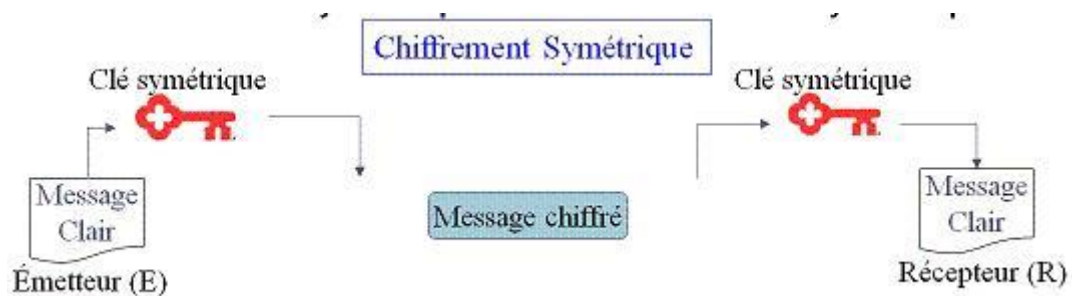 Chiffrement Symétrique
Clé symétrique
Clé symétrique
Message
Clair
Message chiffré
Message
Clair
Émetteur (E)
Récepteur (R)